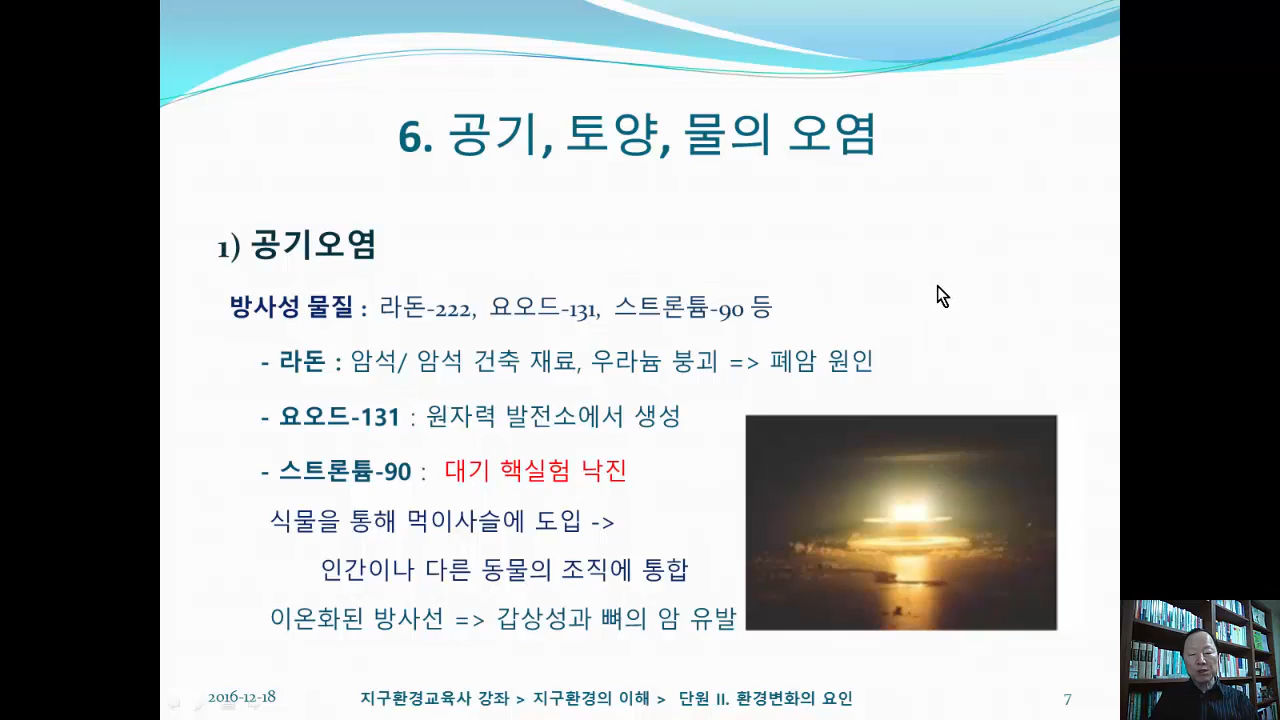 6. 공기, 토양, 물의 오염
1) 공기오염
방사성 물질 : 라돈-222, 요오드-131, 스트론튬-90 등
- 라돈 : 암석/ 암석 건축 재료, 우라늄 붕괴 => 폐암 원인
- 요오드-131 : 원자력 발전소에서 생성
- 스트론튬-90 : 대기 핵실험 낙진
식물을 통해 먹이사슬에 도입 ->
인간이나 다른 동물의 조직에 통합
이온화된 방사선 => 갑상성과 뼈의 암 유발
2016-12-18
지구환경교육사 강좌 > 지구환경의 이해 > 단원 II. 환경변화의 요인
7